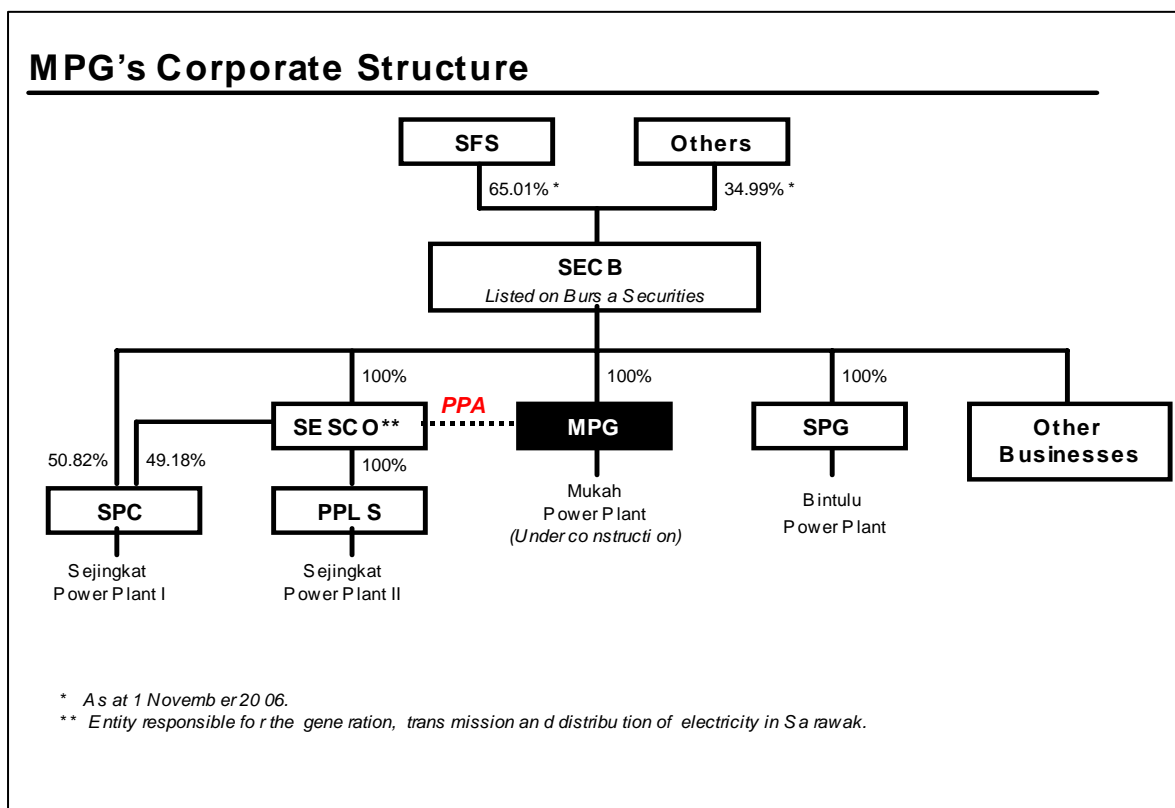 MPG's Corporate Structure
SFS
Others
65.01% *
34.99% *
SECB
Listed on Bursa Securities
100%
100%
100%
PPA
SESCO**
MPG
SPG
Other
Businesses
50.82%
49.18%
100%
SPC
PPLS
Mukah
Power Plant
(Under construction)
Bintulu
Power Plant
Sejingkat
Power Plant I
Sejingkat
Power Plant II
* As at 1 November 2006.
** Entity responsible for the generation, transmission and distribution of electricity in Sarawak.